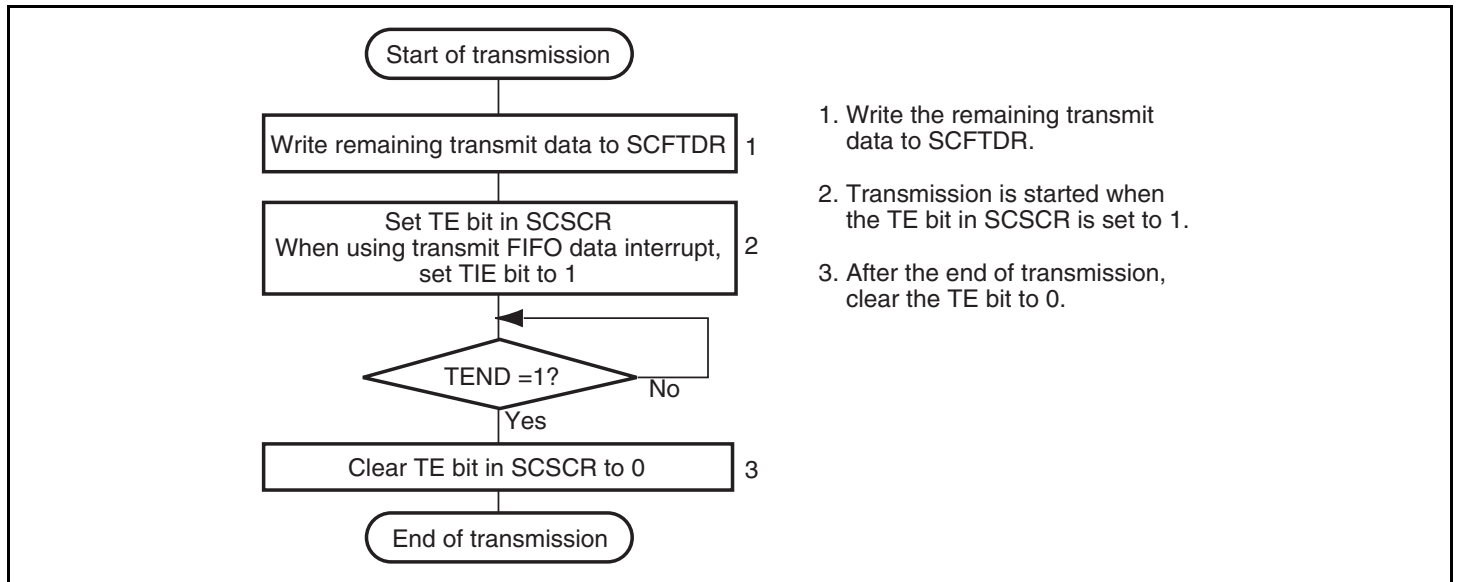 Start of transmission
Write remaining transmit data to SCFTDR 1
Set TE bit in SCSCR
When using transmit FIFO data interrupt,
set TIE bit to 1
2
TEND =1?
No
Yes
Clear TE bit in SCSCR to 0 3
End of transmission
1. Write the remaining transmit
data to SCFTDR.
2. Transmission is started when
the TE bit in SCSCR is set to 1.
3. After the end of transmission,
clear the TE bit to 0.